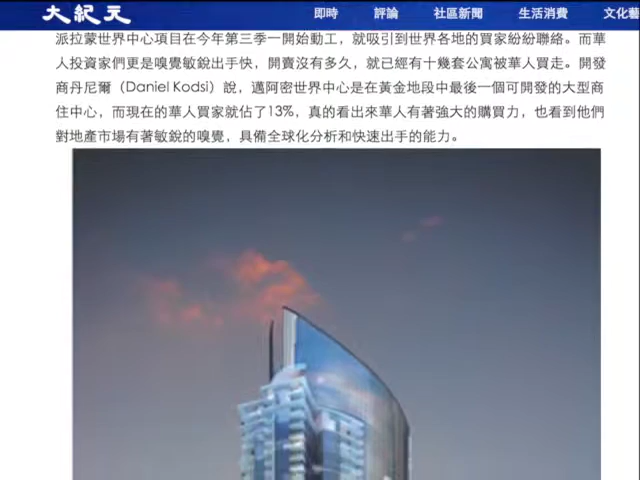 大紀元
即時 評論 社區新聞 生活消費 文化藝
派拉蒙世界中心項目在今年第三季一開始動工，就吸引到世界各地的買家紛紛聯絡。而華
人投資家們更是嗅覺敏銳出手快，開賣沒有多久，就已經有十幾套公寓被華人買走。開發
商丹尼爾（Daniel Kodsi）說，邁阿密世界中心是在黃金地段中最後一個可開發的大型商
住中心，而現在的華人買家就佔了13%，真的看出來華人有著強大的購買力，也看到他們
對地產市場有著敏銳的嗅覺，具備全球化分析和快速出手的能力。